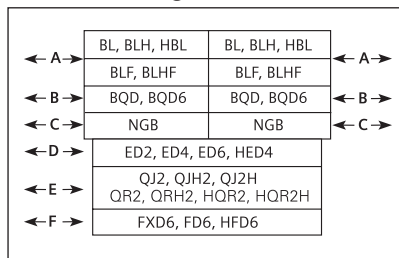 BL, BLH, HBL BL, BLH, HBL
A A
BLF, BLHF BLF, BLHF
B BQD, BQD6 BQD, BQD6 B
C NGB NGB C
D ED2, ED4, ED6, HED4
QJ2, QJH2, QJ2H
E
QR2, QRH2, HQR2, HQR2H
F FXD6, FD6, HFD6